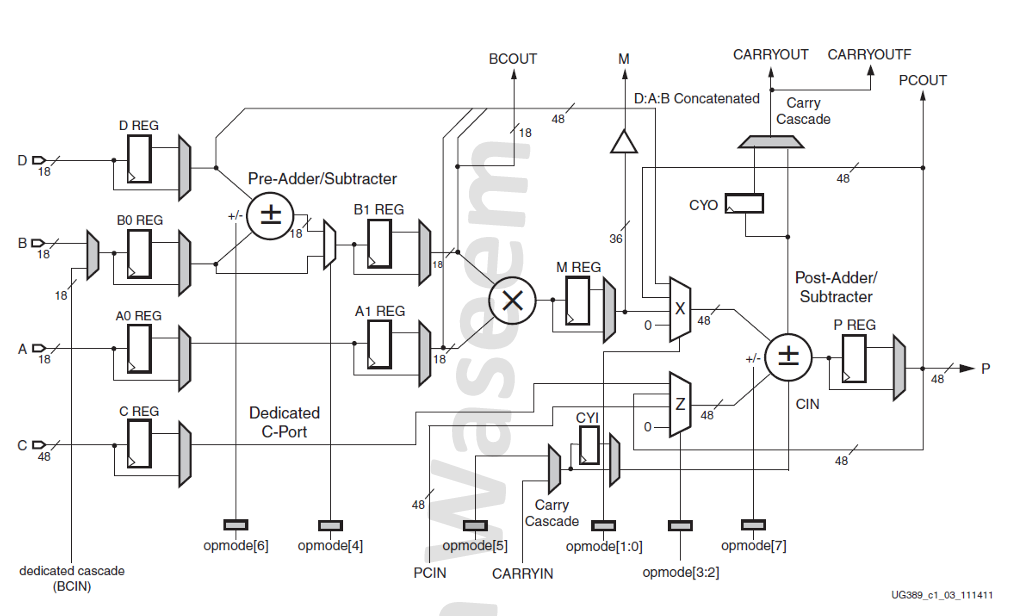 BCOUT
M
CARRYOUT
CARRYOUTF
PCOUT
D:A:B Concatenated
Carry
Cascade
48
18
D REG
D
18
Pre-Adder/Subtracter
48
CYO
B0 REG
+/-
±
18
B1 REG
B
18
36
18
18
M REG
Post-Adder/
Subtracter
×
X
48
0
A0 REG
A1 REG
A
18
18
P REG
+/-
±
P
48
CIN
C REG
Dedicated
C-Port
Z
48
0
CYI
C
48
48
48
Carry
Cascade
opmode[6]
opmode[4]
opmode[5]
opmode[1:0]
opmode[7]
dedicated cascade
(BCIN)
PCIN
CARRYIN
opmode[3:2]
UG389_c1_03_111411
Waseem